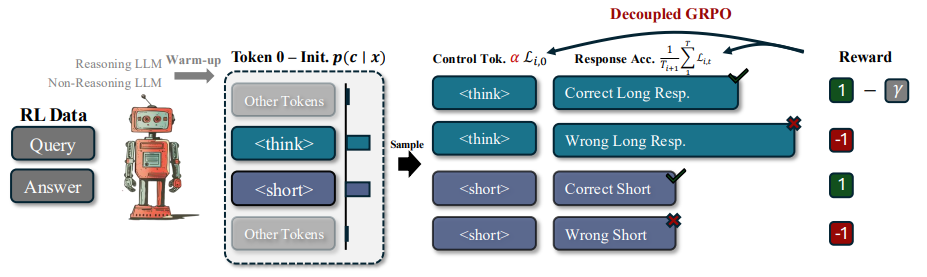 Decoupled GRPO
Reasoning LLM
Non-Reasoning LLM
Warm-up
Token 0 – Init. p(c | x)
Control Tok. α ℒ_{i,0}
Response Acc. \frac{1}{T_{i+1}} \sum_{1}^{T} ℒ_{i,t}
Reward
RL Data
Query
Answer
Other Tokens
<think>
<short>
Other Tokens
Sample
<think>
Correct Long Resp.
1 − γ
<think>
Wrong Long Resp.
-1
<short>
Correct Short
1
<short>
Wrong Short
-1